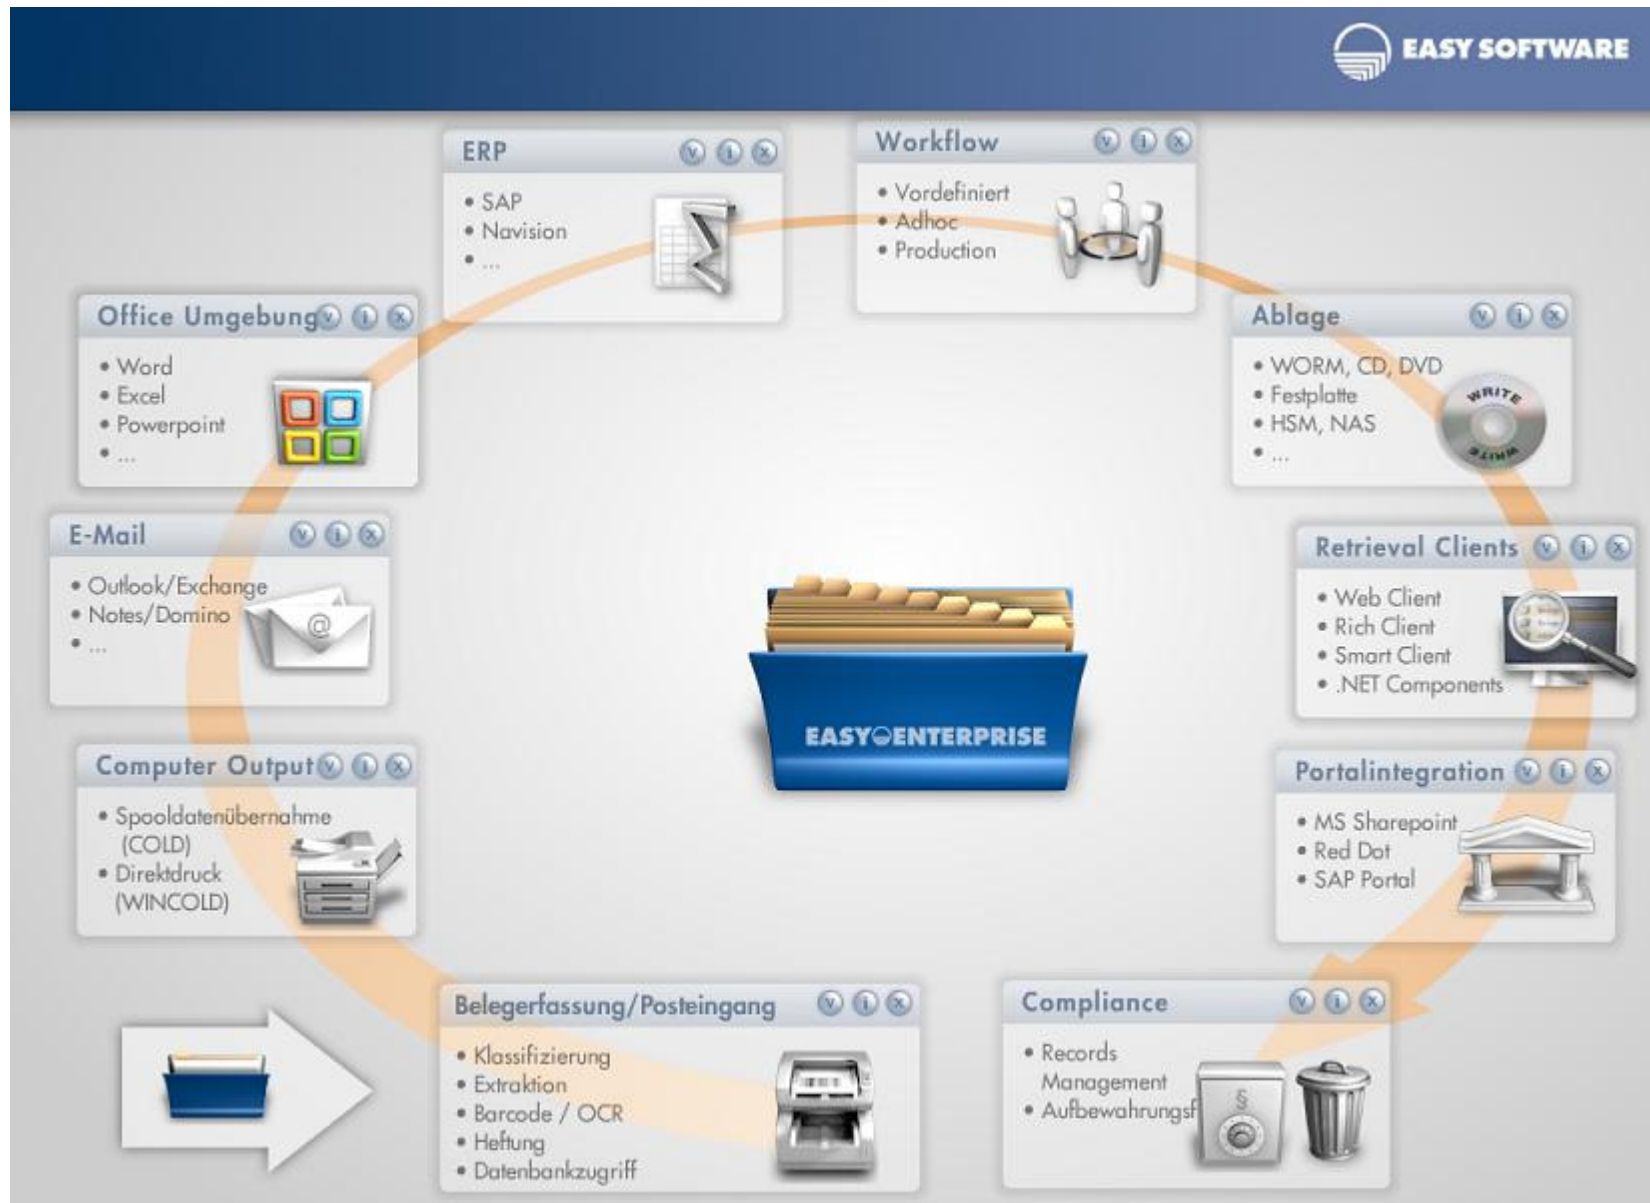 EASY SOFTWARE
ERP
• SAP
• Navision
• ...
Workflow
• Vordefiniert
• Adhoc
• Production
Office Umgebung
• Word
• Excel
• Powerpoint
• ...
Ablage
• WORM, CD, DVD
• Festplatte
• HSM, NAS
• ...
WRITE
WRITE
E-Mail
• Outlook/Exchange
• Notes/Domino
• ...
@
Retrieval Clients
• Web Client
• Rich Client
• Smart Client
• .NET Components
EASY ENTERPRISE
Computer Output
• Spooldatenübernahme
(COLD)
• Direktdruck
(WINCOLD)
Portalintegration
• MS Sharepoint
• Red Dot
• SAP Portal
Belegerfassung/Posteingang
• Klassifizierung
• Extraktion
• Barcode / OCR
• Heftung
• Datenbankzugriff
Compliance
• Records
Management
• Aufbewahrungsf
§